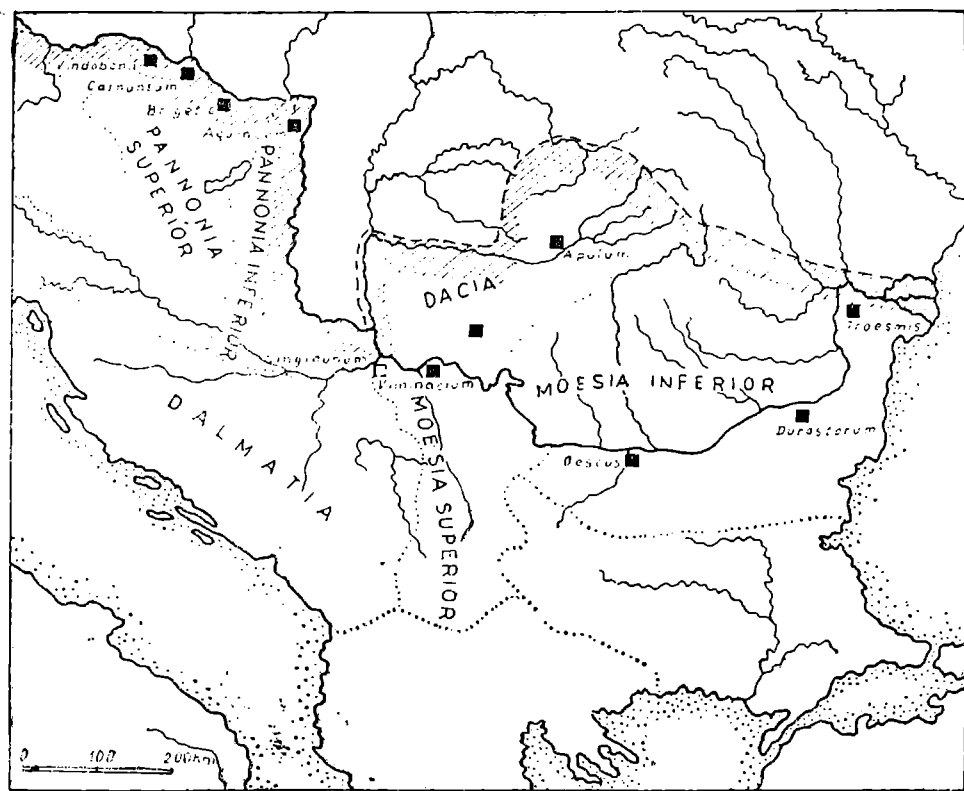 Vindobona
Carnuntum
Brigetio
Aquincum
PANNONIA
SUPERIOR
PANNONIA INFERIOR
DACIA
Apulum
Troesmis
Singidunum
Viminacium
MOESIA INFERIOR
Durostorum
DALMATIA
MOESIA SUPERIOR
Oescus
0 100 200km